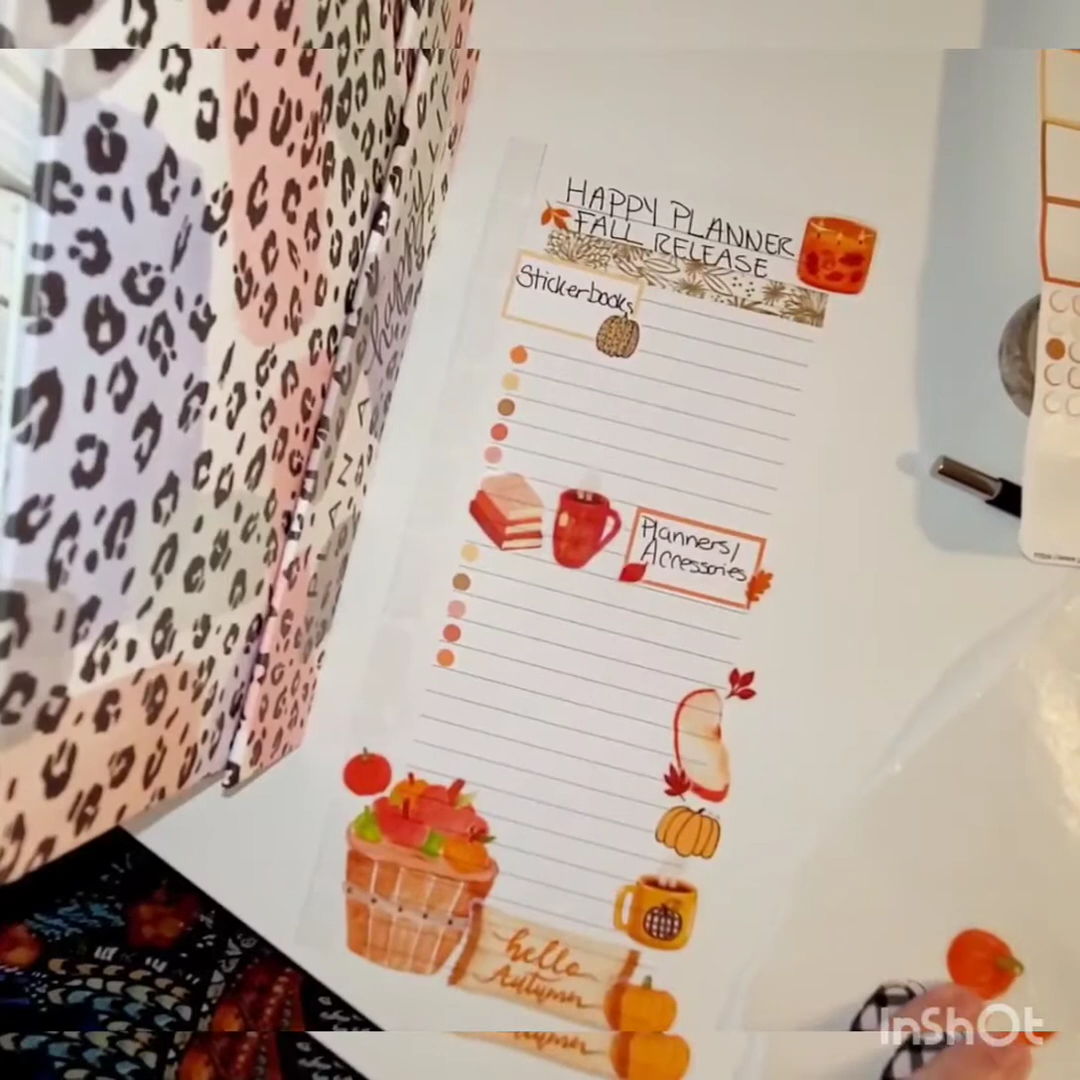 HAPPY PLANNER
FALL RELEASE
Stickerbooks
Planners/
Accessories
hello
Autumn
InShOt